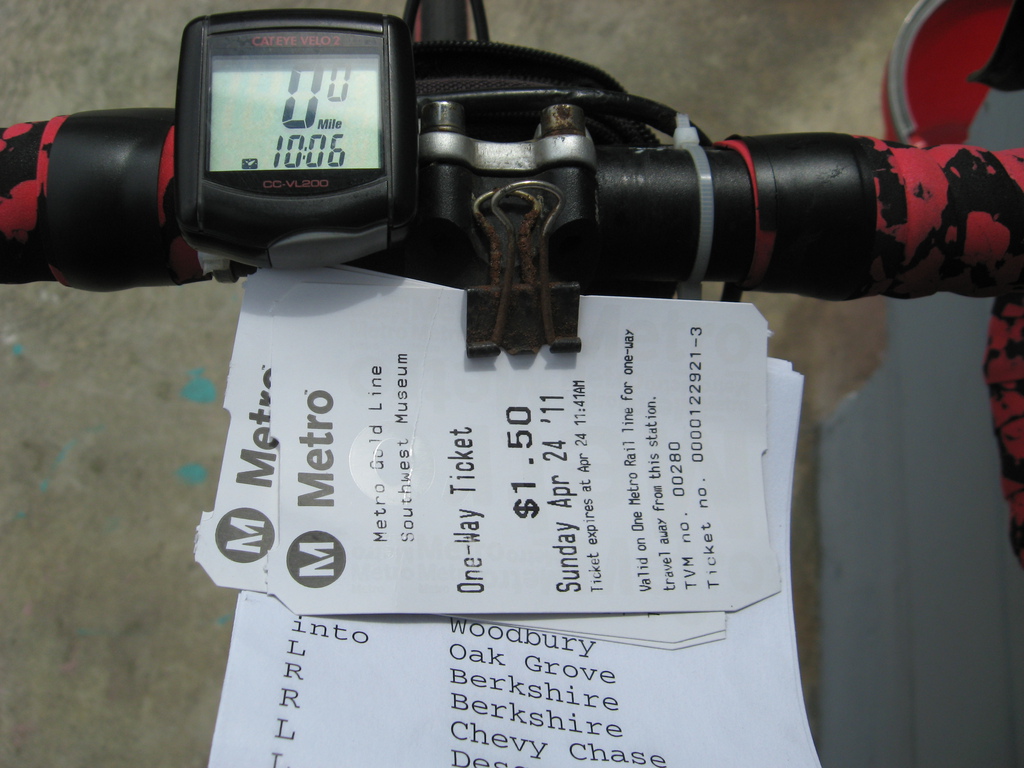 CATEYE VELO 2
0.0
Mile
10:06
CC-VL200
M Metro
M Metro
Metro Gold Line
Southwest Museum
One-Way Ticket
$1.50
Sunday Apr 24 '11
Ticket expires at Apr 24 11:41AM
Valid on One Metro Rail line for one-way
travel away from this station.
TVM no. 00280
Ticket no. 0000122921-3
into Woodbury
L Oak Grove
R Berkshire
R Berkshire
L Chevy Chase